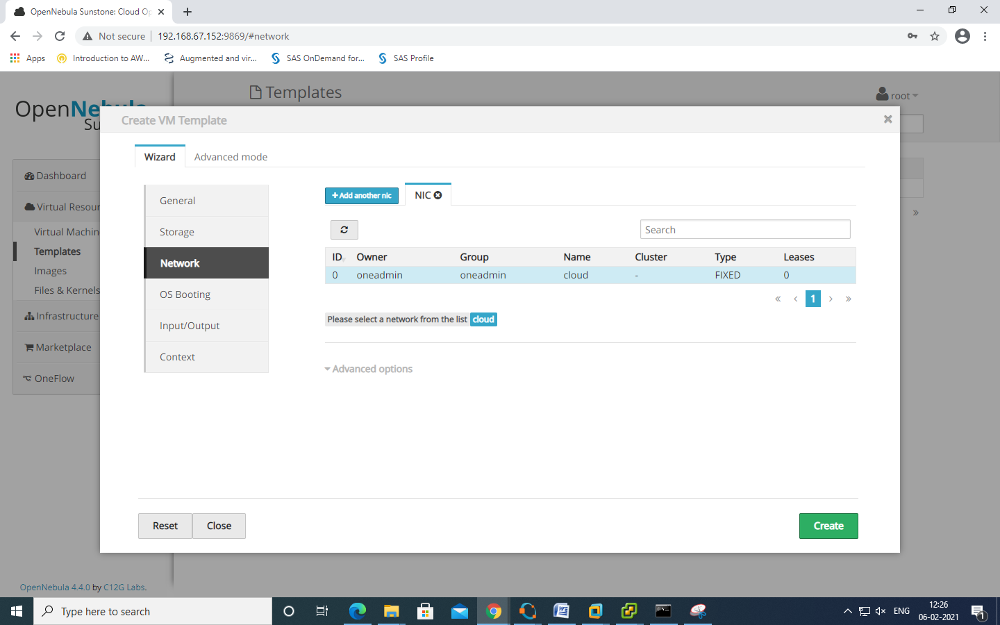 OpenNebula Sunstone: Cloud Op
Not secure 192.168.67.152:9869/#network
Apps Introduction to AW... Augmented and vir... SAS OnDemand for... SAS Profile
Templates
root
OpenNebula
Su
Create VM Template
Wizard Advanced mode
Dashboard
Virtual Resour
Virtual Machin
Templates
Images
Files & Kernels
Infrastructure
Marketplace
OneFlow
General
Storage
Network
OS Booting
Input/Output
Context
Add another nic NIC
Search
ID Owner Group Name Cluster Type Leases
0 oneadmin oneadmin cloud - FIXED 0
« ‹ 1 › »
Please select a network from the list cloud
Advanced options
Reset Close Create
OpenNebula 4.4.0 by C12G Labs.
Type here to search
ENG
12:26
06-02-2021
1